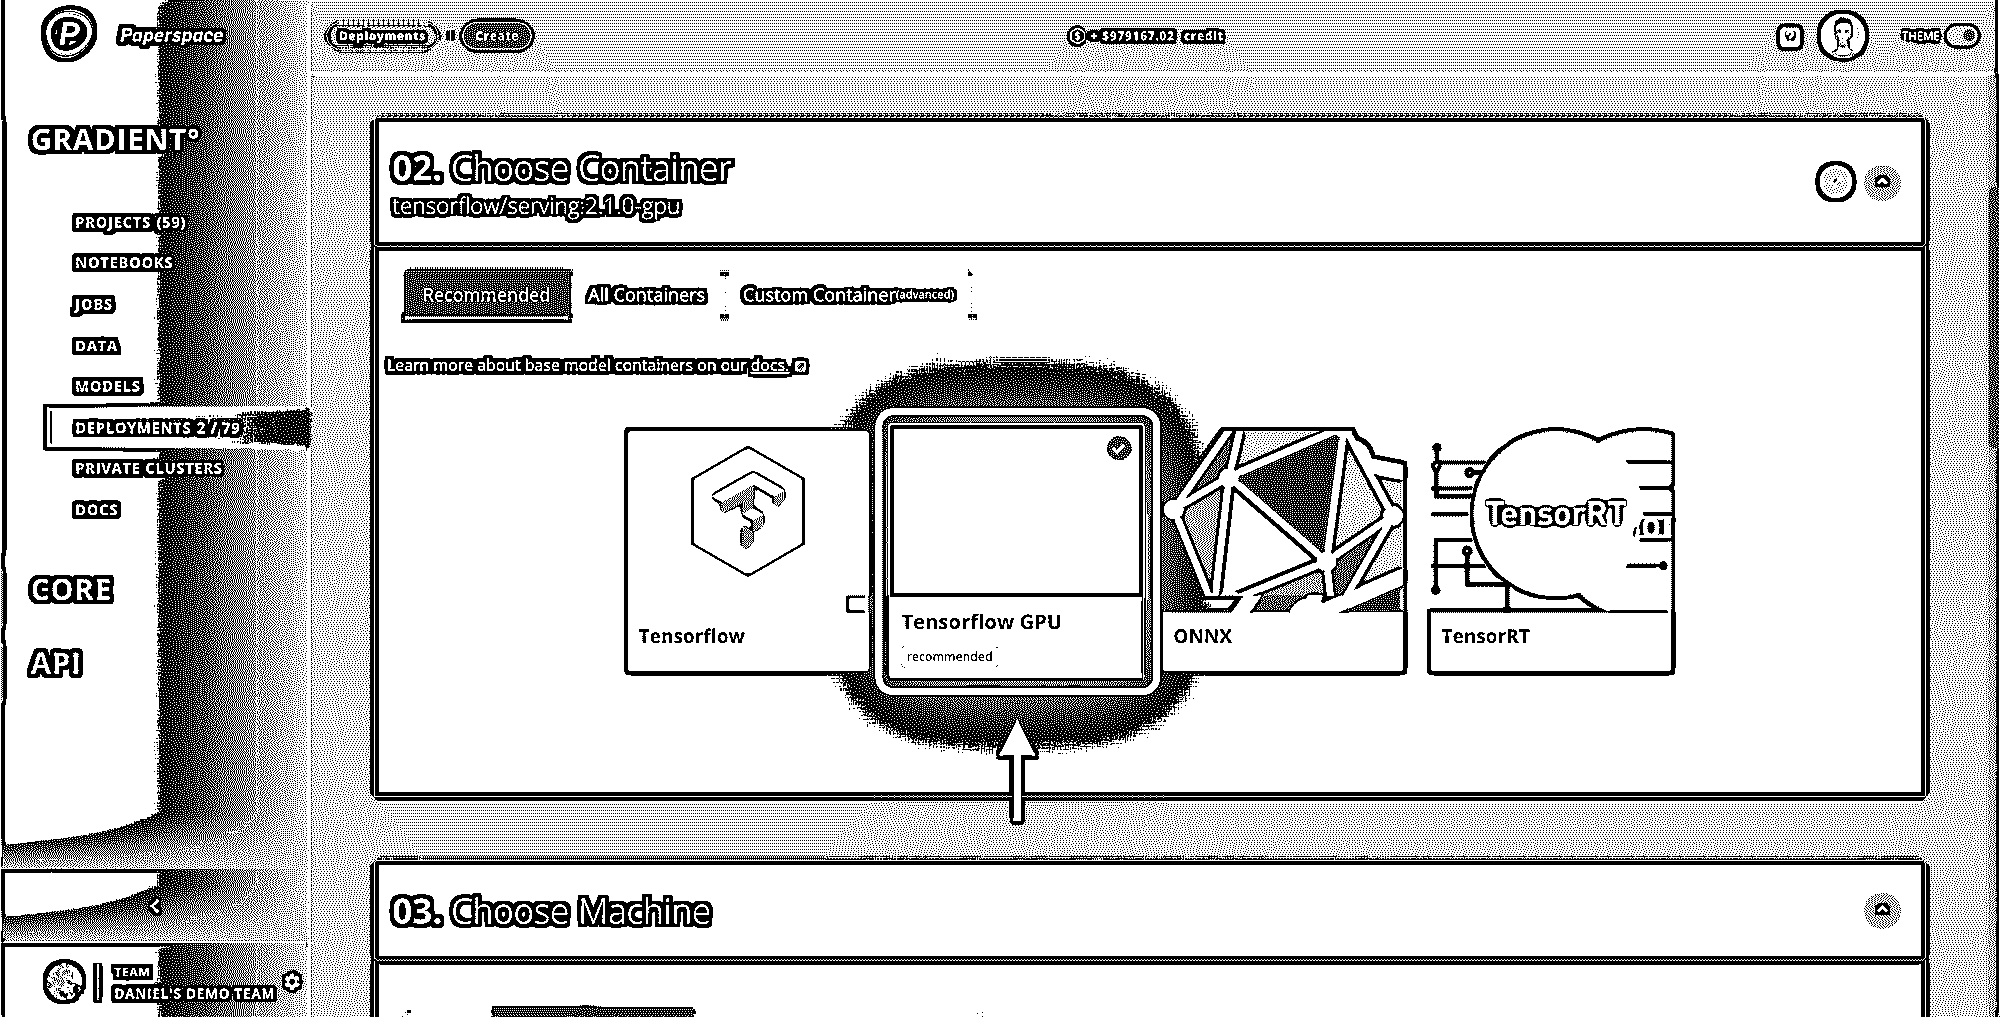 Paperspace
Deployments
Create
+ $979167.02 credit
THEME
GRADIENT°
PROJECTS (59)
NOTEBOOKS
JOBS
DATA
MODELS
DEPLOYMENTS 2 / 79
PRIVATE CLUSTERS
DOCS
CORE
API
TEAM
DANIEL'S DEMO TEAM
02. Choose Container
tensorflow/serving:2.1.0-gpu
Recommended
All Containers
Custom Container(advanced)
Learn more about base model containers on our docs.
Tensorflow
Tensorflow GPU
recommended
ONNX
TensorRT
TensorRT
03. Choose Machine